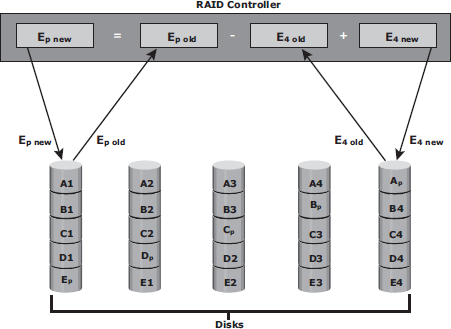 RAID Controller
Ep new = Ep old - E4 old + E4 new
Ep new Ep old E4 old E4 new
A1 A2 A3 A4 Ap
B1 B2 B3 Bp B4
C1 C2 Cp C3 C4
D1 Dp D2 D3 D4
Ep E1 E2 E3 E4
Disks